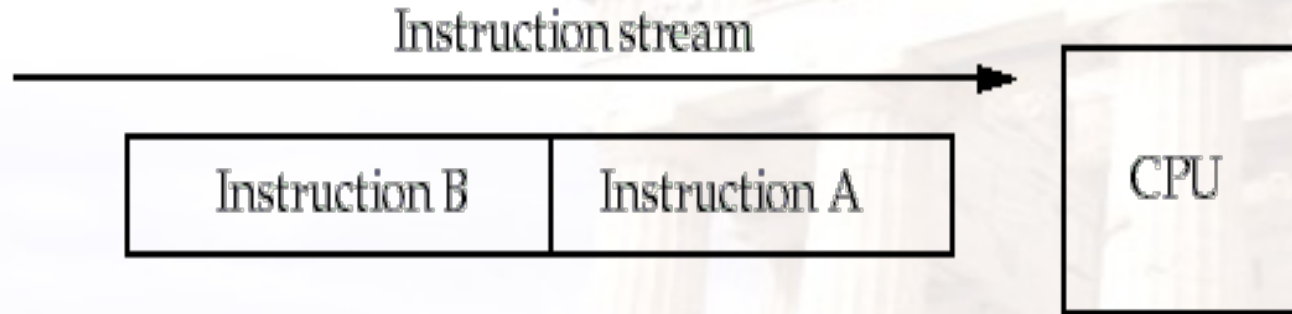 Instruction stream
Instruction B
Instruction A
CPU